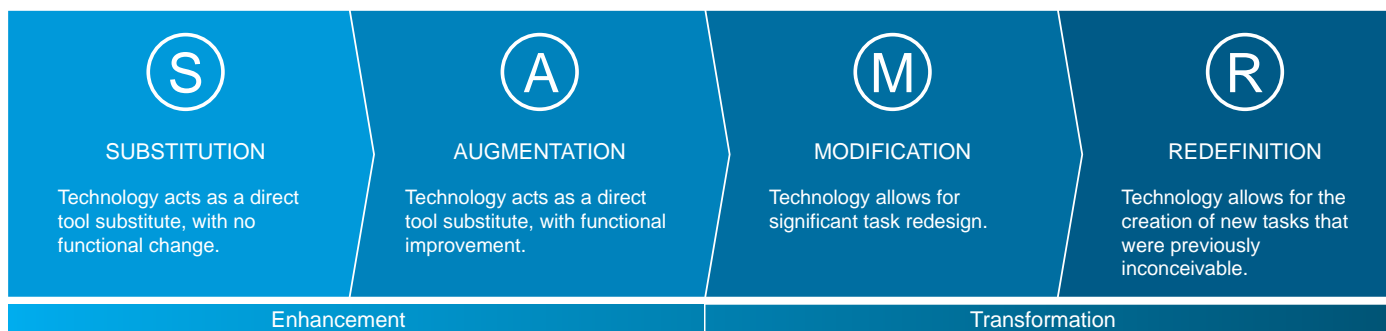 S
SUBSTITUTION
Technology acts as a direct
tool substitute, with no
functional change.
A
AUGMENTATION
Technology acts as a direct
tool substitute, with functional
improvement.
M
MODIFICATION
Technology allows for
significant task redesign.
R
REDEFINITION
Technology allows for the
creation of new tasks that
were previously
inconceivable.
Enhancement
Transformation